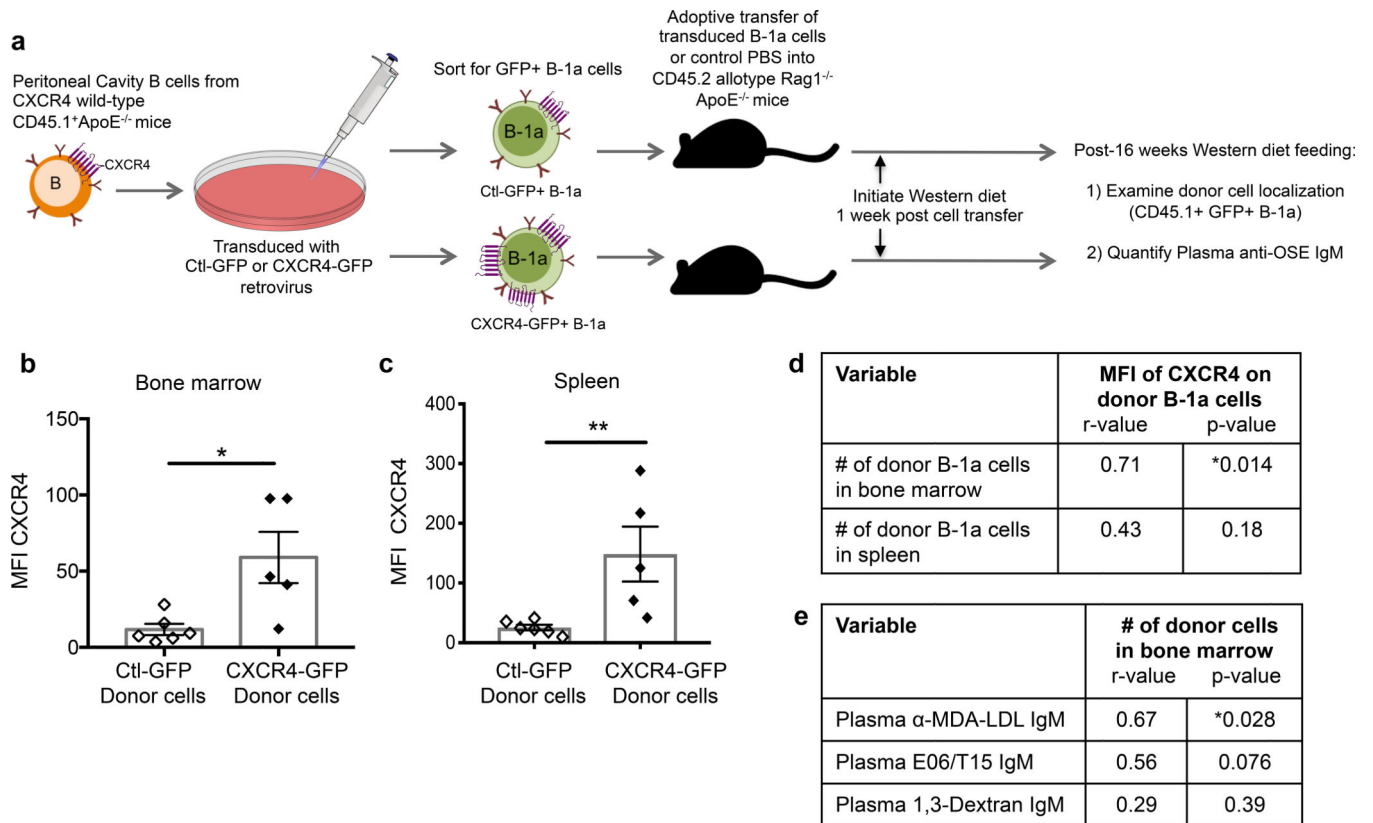 a
Peritoneal Cavity B cells from
CXCR4 wild-type
CD45.1⁺ApoE⁻/⁻ mice
B
CXCR4
Transduced with
Ctl-GFP or CXCR4-GFP
retrovirus
Sort for GFP+ B-1a cells
B-1a
Ctl-GFP+ B-1a
B-1a
CXCR4-GFP+ B-1a
Adoptive transfer of
transduced B-1a cells
or control PBS into
CD45.2 allotype Rag1⁻/⁻
ApoE⁻/⁻ mice
Initiate Western diet
1 week post cell transfer
Post-16 weeks Western diet feeding:
1) Examine donor cell localization
(CD45.1+ GFP+ B-1a)
2) Quantify Plasma anti-OSE IgM
b
Bone marrow
MFI CXCR4
150
100
50
0
*
Ctl-GFP
Donor cells
CXCR4-GFP
Donor cells
c
Spleen
MFI CXCR4
400
300
200
100
0
**
Ctl-GFP
Donor cells
CXCR4-GFP
Donor cells
d
Variable
MFI of CXCR4 on
donor B-1a cells
r-value p-value
# of donor B-1a cells
in bone marrow
0.71 *0.014
# of donor B-1a cells
in spleen
0.43 0.18
e
Variable
# of donor cells
in bone marrow
r-value p-value
Plasma α-MDA-LDL IgM 0.67 *0.028
Plasma E06/T15 IgM 0.56 0.076
Plasma 1,3-Dextran IgM 0.29 0.39